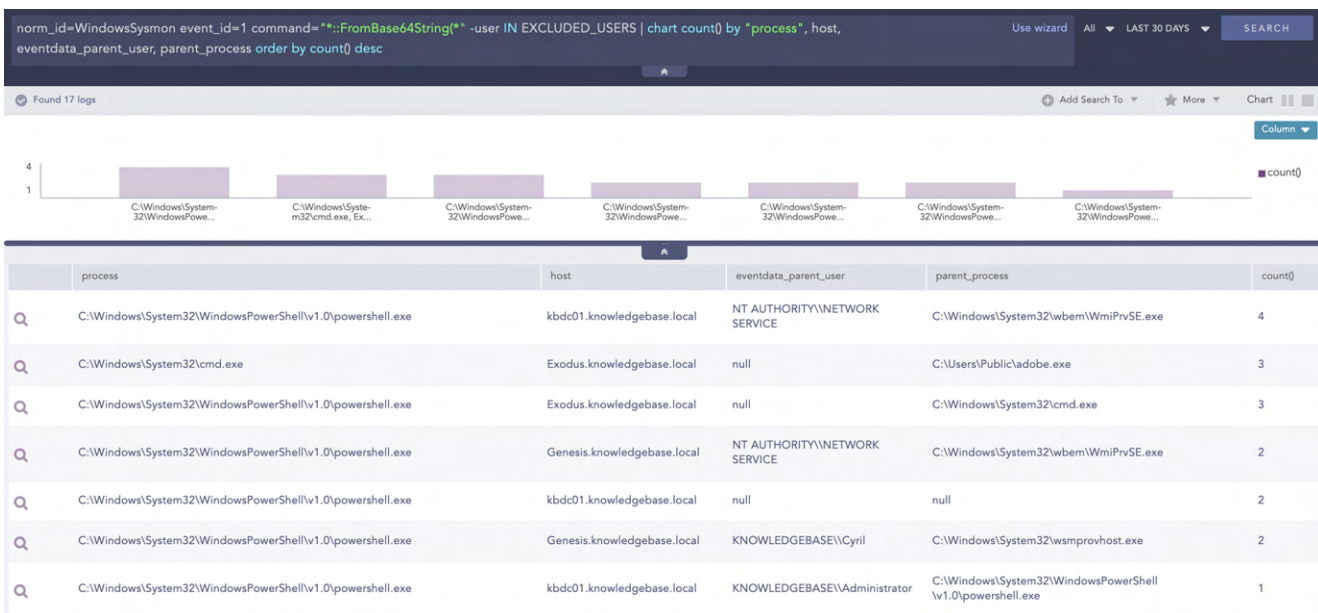 norm_id=WindowsSysmon event_id=1 command="*::FromBase64String(*" -user IN EXCLUDED_USERS | chart count() by "process", host,
eventdata_parent_user, parent_process order by count() desc
Use wizard All LAST 30 DAYS SEARCH
Found 17 logs
Add Search To More Chart
Column
4
1
count()
C:\Windows\System-
32\WindowsPowe...
C:\Windows\Syste-
m32\cmd.exe, Ex...
C:\Windows\System-
32\WindowsPowe...
C:\Windows\System-
32\WindowsPowe...
C:\Windows\System-
32\WindowsPowe...
C:\Windows\System-
32\WindowsPowe...
C:\Windows\System-
32\WindowsPowe...
process host eventdata_parent_user parent_process count()
C:\Windows\System32\WindowsPowerShell\v1.0\powershell.exe kbdc01.knowledgebase.local NT AUTHORITY\\NETWORK
SERVICE C:\Windows\System32\wbem\WmiPrvSE.exe 4
C:\Windows\System32\cmd.exe Exodus.knowledgebase.local null C:\Users\Public\adobe.exe 3
C:\Windows\System32\WindowsPowerShell\v1.0\powershell.exe Exodus.knowledgebase.local null C:\Windows\System32\cmd.exe 3
C:\Windows\System32\WindowsPowerShell\v1.0\powershell.exe Genesis.knowledgebase.local NT AUTHORITY\\NETWORK
SERVICE C:\Windows\System32\wbem\WmiPrvSE.exe 2
C:\Windows\System32\WindowsPowerShell\v1.0\powershell.exe kbdc01.knowledgebase.local null null 2
C:\Windows\System32\WindowsPowerShell\v1.0\powershell.exe Genesis.knowledgebase.local KNOWLEDGEBASE\\Cyril C:\Windows\System32\wsmprovhost.exe 2
C:\Windows\System32\WindowsPowerShell\v1.0\powershell.exe kbdc01.knowledgebase.local KNOWLEDGEBASE\\Administrator C:\Windows\System32\WindowsPowerShell
\v1.0\powershell.exe 1